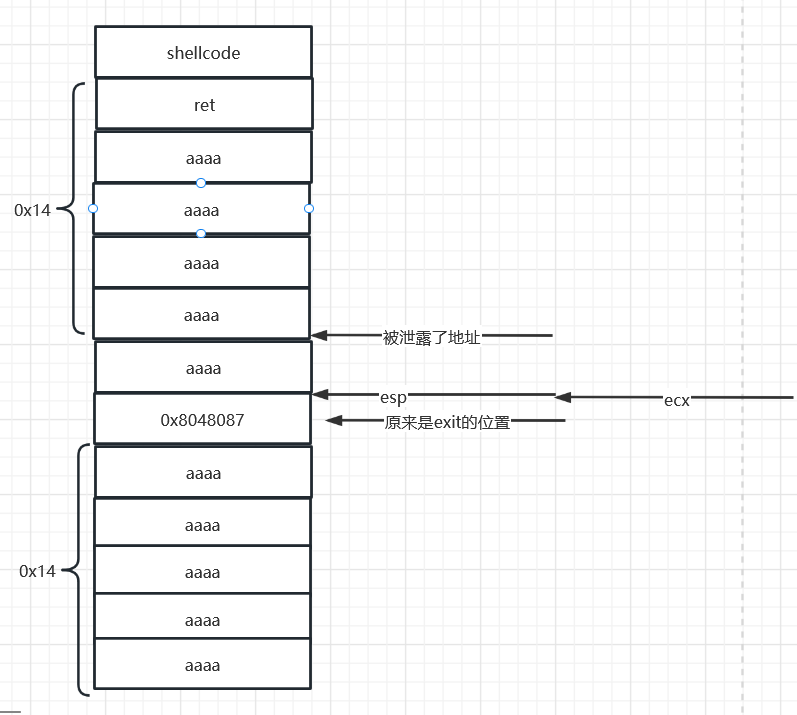 shellcode
ret
aaaa
0x14
aaaa
aaaa
aaaa
被泄露了地址
aaaa
esp
ecx
0x8048087
原来是exit的位置
aaaa
aaaa
0x14
aaaa
aaaa
aaaa